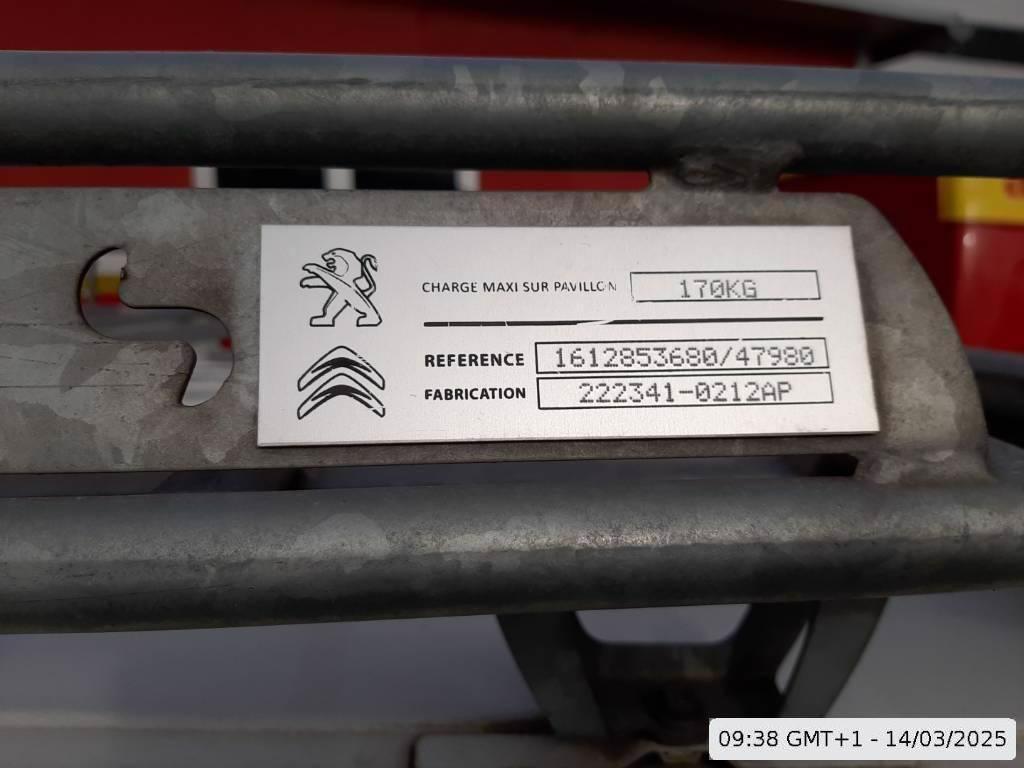 CHARGE MAXI SUR PAVILLON 170KG
REFERENCE 1612853680/47980
FABRICATION 222341-0212AP
09:38 GMT+1 - 14/03/2025